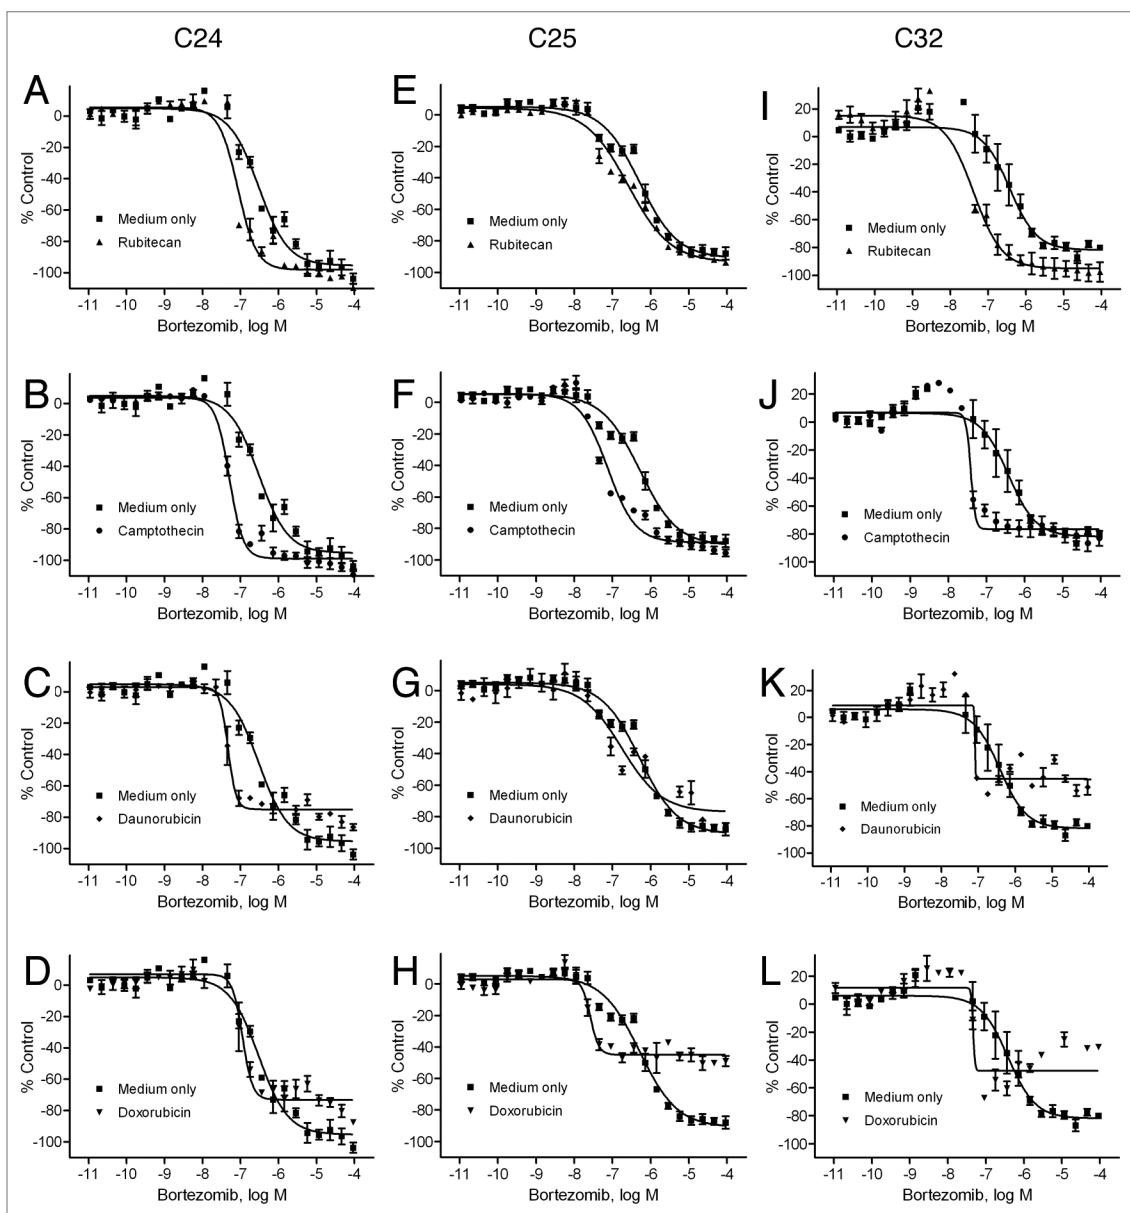 C24 C25 C32
A E I
0 -20 -40 -60 -80 -100
% Control
Medium only
Rubitecan
-11 -10 -9 -8 -7 -6 -5 -4
Bortezomib, log M
0 -20 -40 -60 -80 -100
% Control
Medium only
Rubitecan
-11 -10 -9 -8 -7 -6 -5 -4
Bortezomib, log M
20 0 -20 -40 -60 -80 -100
% Control
Medium only
Rubitecan
-11 -10 -9 -8 -7 -6 -5 -4
Bortezomib, log M
B F J
0 -20 -40 -60 -80 -100
% Control
Medium only
Camptothecin
-11 -10 -9 -8 -7 -6 -5 -4
Bortezomib, log M
0 -20 -40 -60 -80 -100
% Control
Medium only
Camptothecin
-11 -10 -9 -8 -7 -6 -5 -4
Bortezomib, log M
20 0 -20 -40 -60 -80 -100
% Control
Medium only
Camptothecin
-11 -10 -9 -8 -7 -6 -5 -4
Bortezomib, log M
C G K
0 -20 -40 -60 -80 -100
% Control
Medium only
Daunorubicin
-11 -10 -9 -8 -7 -6 -5 -4
Bortezomib, log M
0 -20 -40 -60 -80 -100
% Control
Medium only
Daunorubicin
-11 -10 -9 -8 -7 -6 -5 -4
Bortezomib, log M
20 0 -20 -40 -60 -80 -100
% Control
Medium only
Daunorubicin
-11 -10 -9 -8 -7 -6 -5 -4
Bortezomib, log M
D H L
0 -20 -40 -60 -80 -100
% Control
Medium only
Doxorubicin
-11 -10 -9 -8 -7 -6 -5 -4
Bortezomib, log M
0 -20 -40 -60 -80 -100
% Control
Medium only
Doxorubicin
-11 -10 -9 -8 -7 -6 -5 -4
Bortezomib, log M
20 0 -20 -40 -60 -80 -100
% Control
Medium only
Doxorubicin
-11 -10 -9 -8 -7 -6 -5 -4
Bortezomib, log M